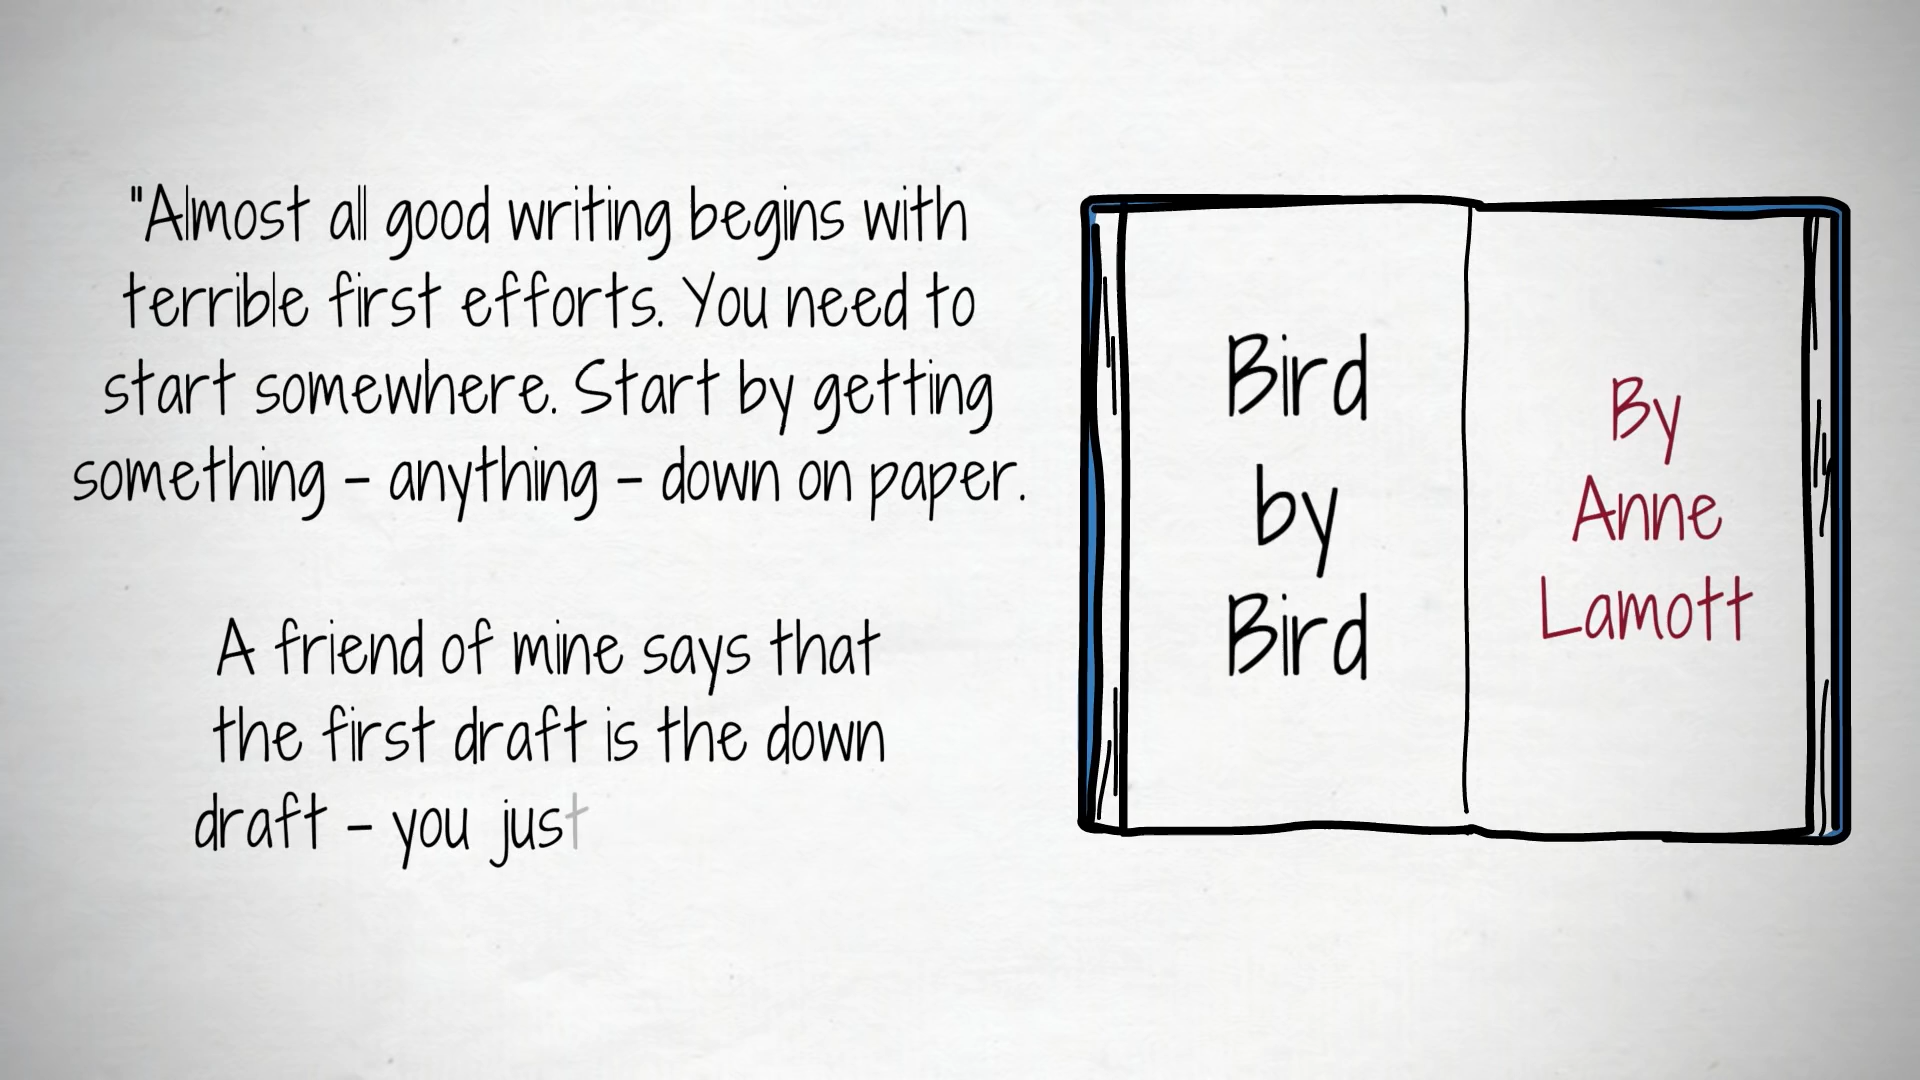 "Almost all good writing begins with
terrible first efforts. You need to
start somewhere. Start by getting
something - anything - down on paper.
A friend of mine says that
the first draft is the down
draft - you just
Bird
by
Bird
By
Anne
Lamott